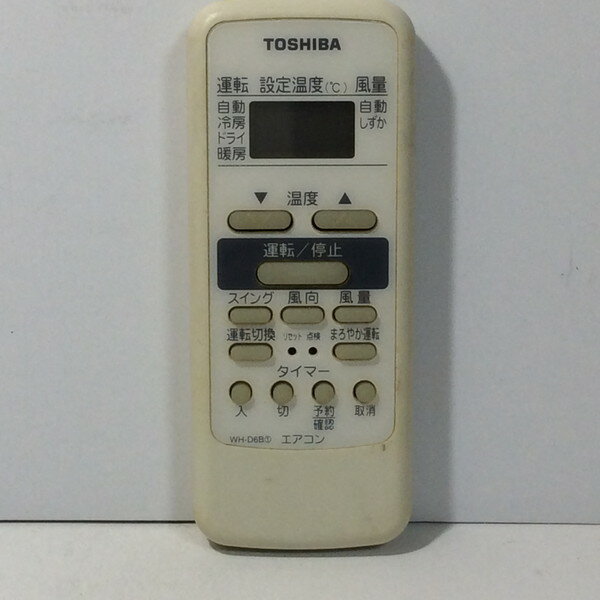 TOSHIBA
運転 設定温度(℃) 風量
自動 自動
冷房 しずか
ドライ
暖房
▼ 温度 ▲
運転/停止
スイング 風向 風量
運転切換 リセット 点検 まろやか運転
タイマー
入 切 予約 取消
確認
WH-D6B① エアコン